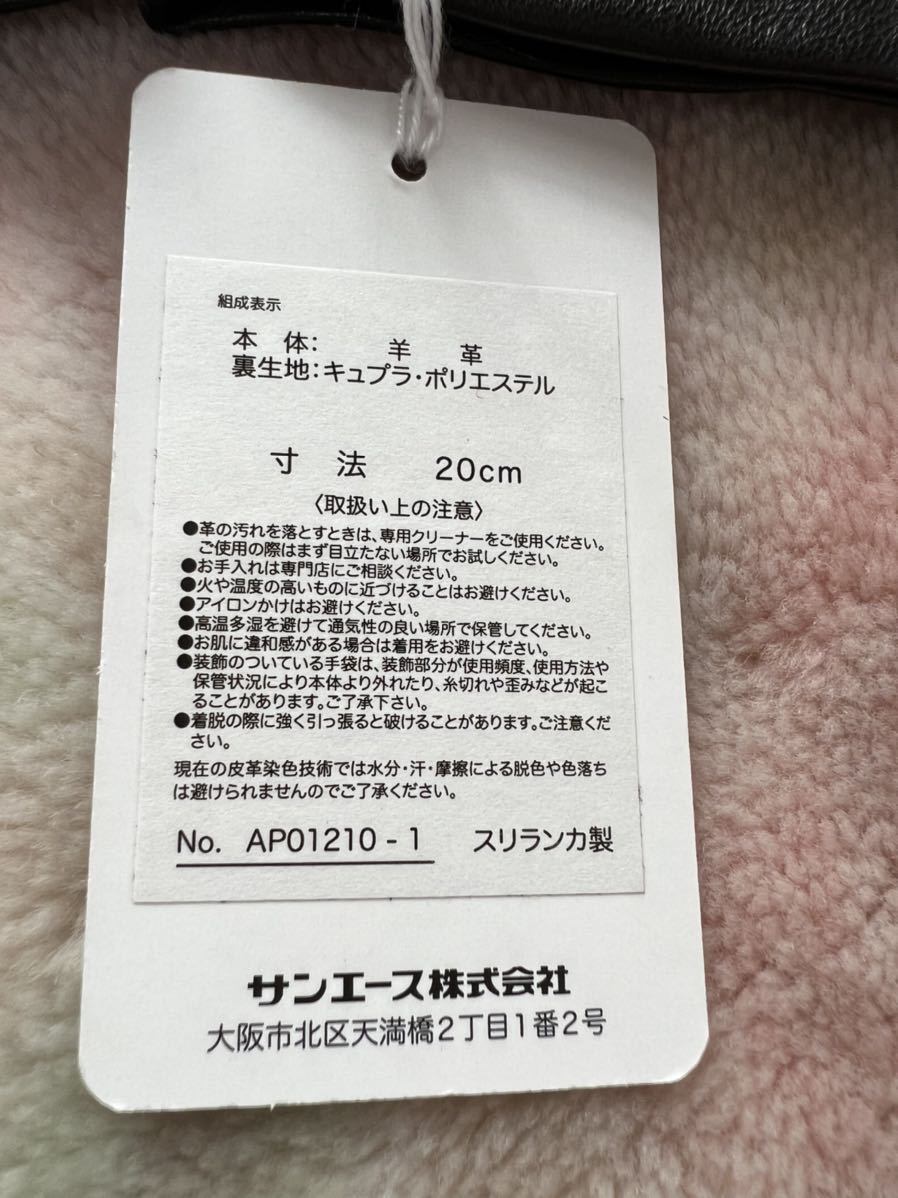 組成表示
本 体： 羊 革
裏生地：キュプラ・ポリエステル
寸 法 20cm
〈取扱い上の注意〉
●革の汚れを落とすときは、専用クリーナーをご使用ください。
ご使用の際はまず目立たない場所でお試しください。
●お手入れは専門店にご相談ください。
●火や温度の高いものに近づけることはお避けください。
●アイロンかけはお避けください。
●高温多湿を避けて通気性の良い場所で保管してください。
●お肌に違和感がある場合は着用をお避けください。
●装飾のついている手袋は、装飾部分が使用頻度、使用方法や
保管状況により本体より外れたり、糸切れや歪みなどが起こ
ることがあります。ご了承下さい。
●着脱の際に強く引っ張ると破けることがあります。ご注意くだ
さい。
現在の皮革染色技術では水分・汗・摩擦による脱色や色落ち
は避けられませんのでご了承ください。
No. AP01210-1 スリランカ製
サンエース株式会社
大阪市北区天満橋2丁目1番2号